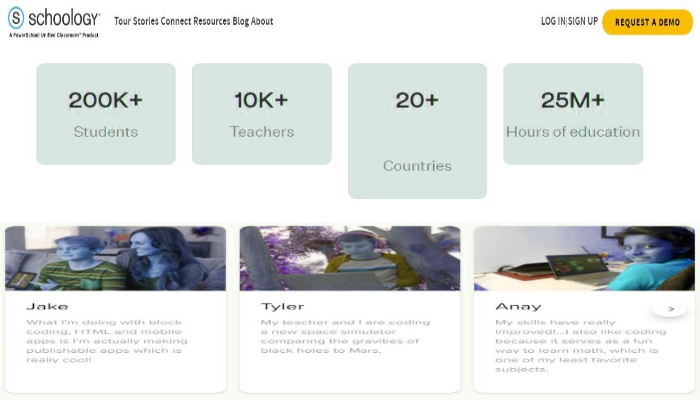 schoology®
A PowerSchool Unified Classroom™ Product
Tour Stories Connect Resources Blog About
LOG IN|SIGN UP
REQUEST A DEMO
200K+
Students
10K+
Teachers
20+
Countries
25M+
Hours of education
Jake
What I'm doing with block
coding, HTML and mobile
apps is I'm actually making
publishable apps which is
really cool!
Tyler
My teacher and I are coding
a new space simulator
comparing the gravities of
black holes to Mars.
Anay
My skills have really
improved!...I also like coding
because it serves as a fun
way to learn math, which is
one of my least favorite
subjects.
>